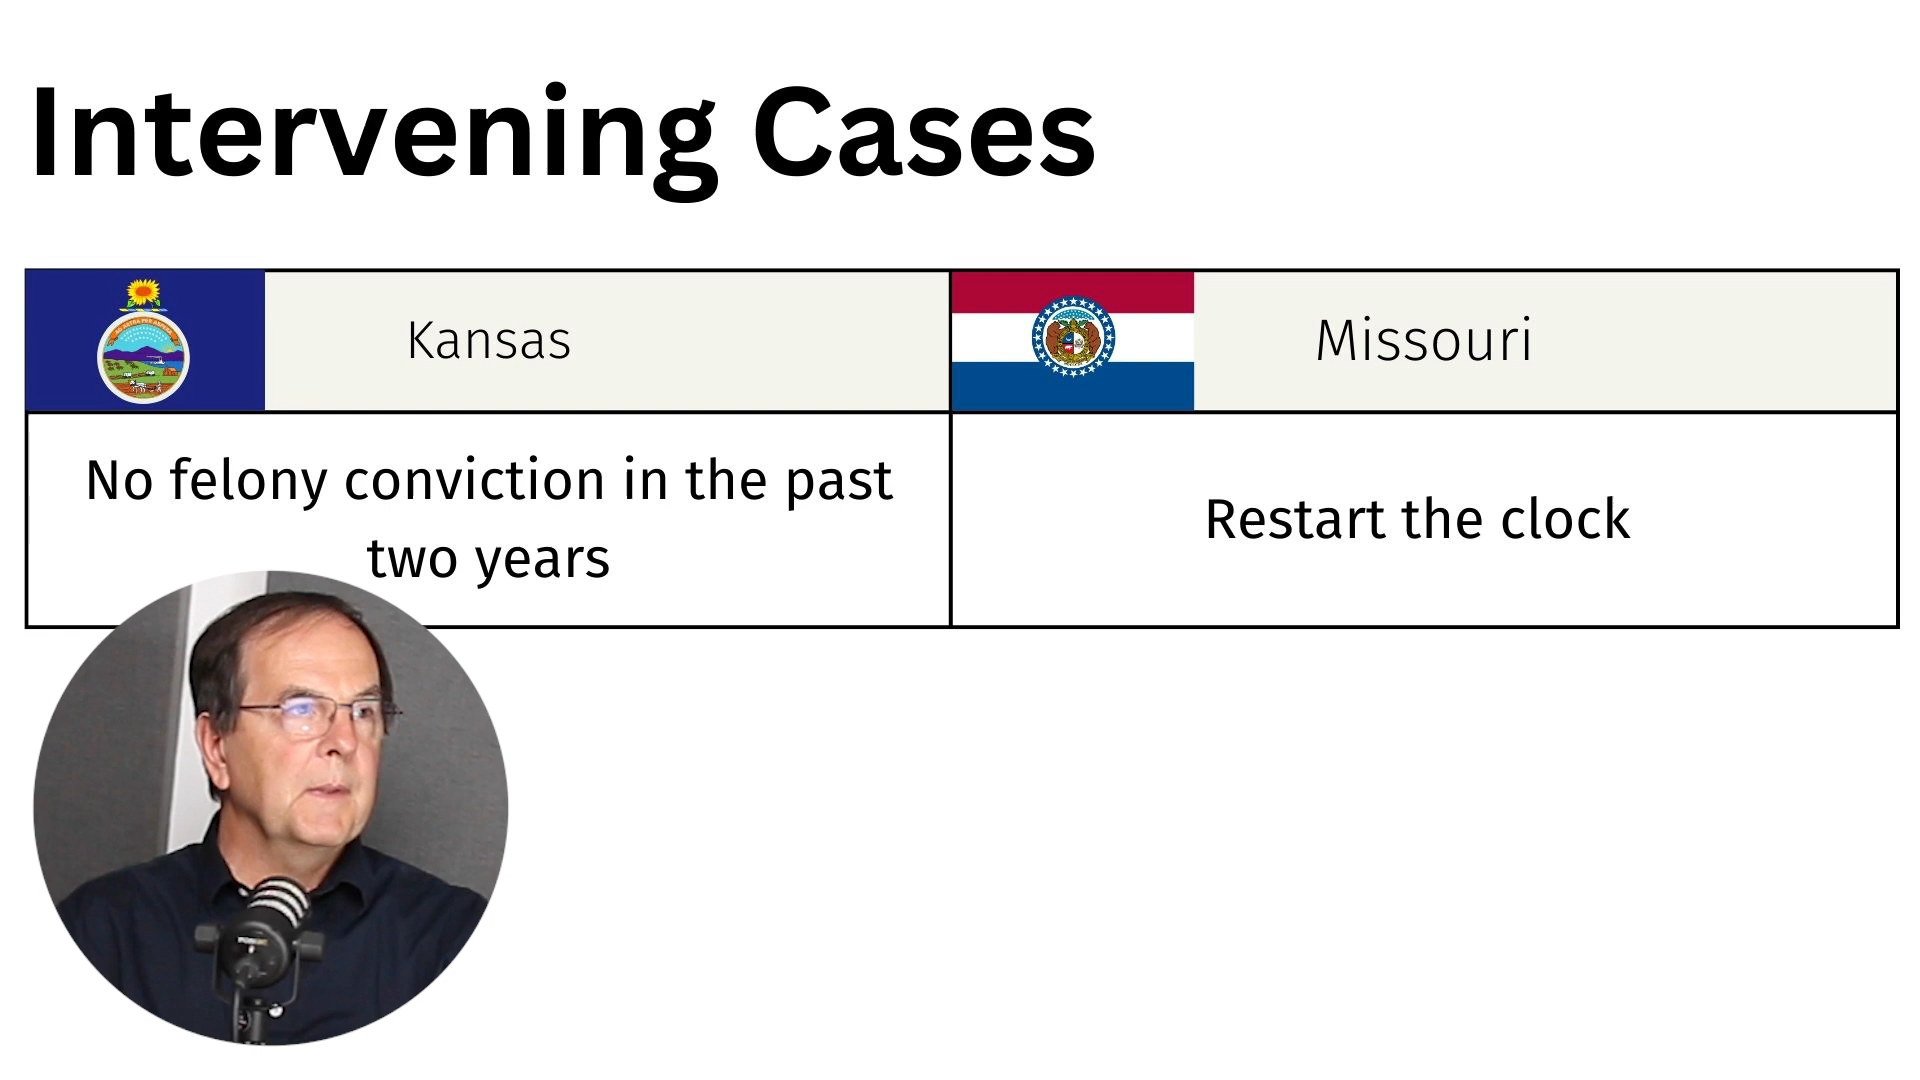 Intervening Cases
Kansas
Missouri
No felony conviction in the past
two years
Restart the clock